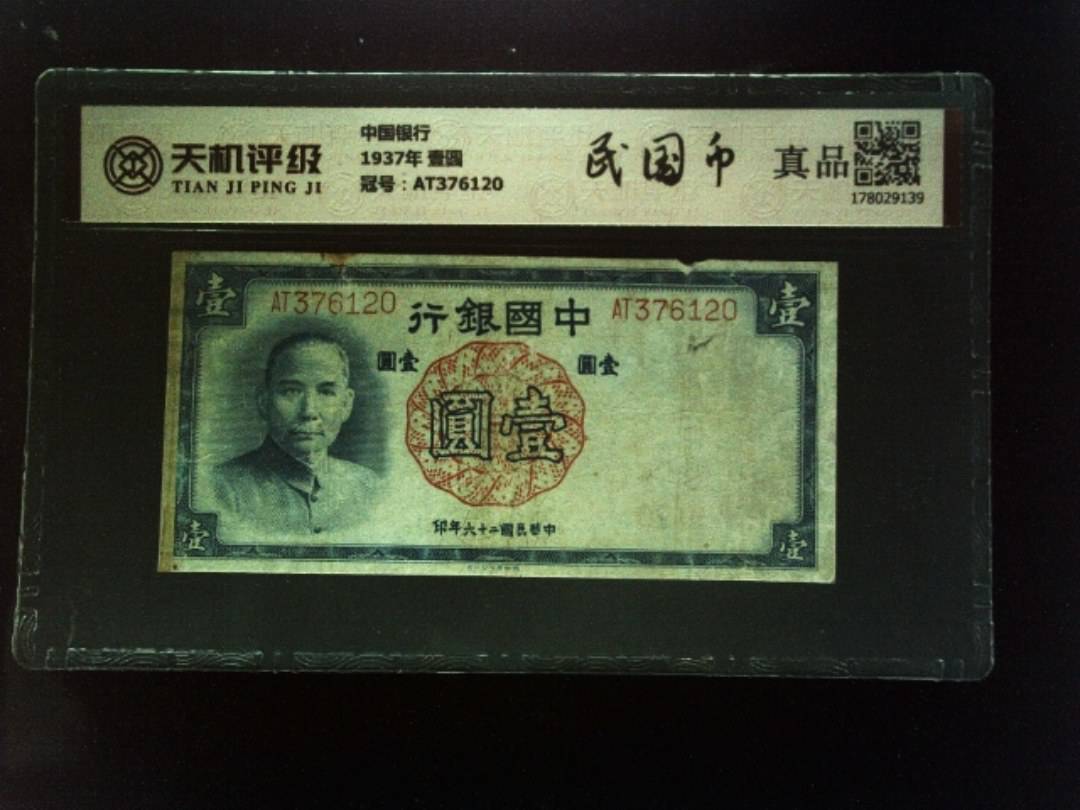 天机评级
TIAN JI PING JI
中国银行
1937年 壹圆
冠号：AT376120
民国币
真品
178029139
壹
壹
AT376120
行銀國中
AT376120
圓壹
圓壹
圓壹
印年六十二國民華中
壹
壹